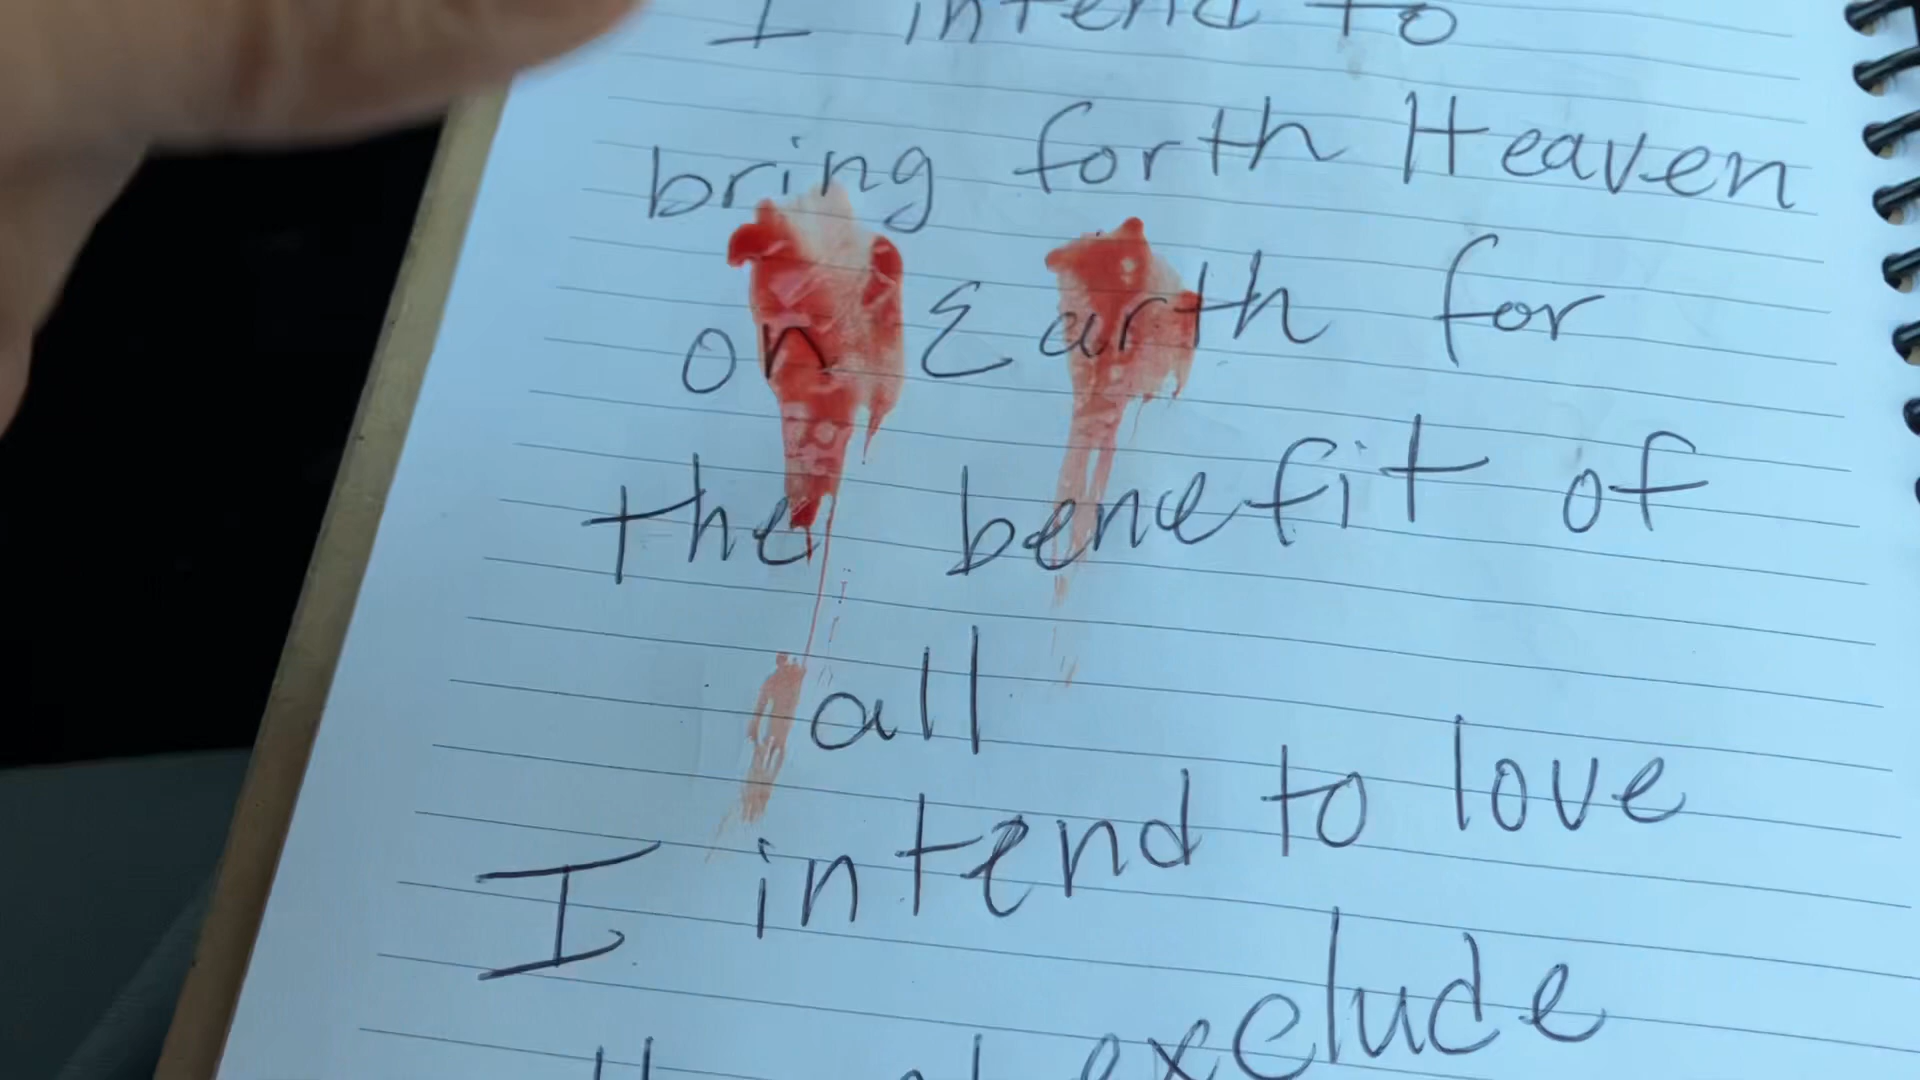 I intend to
bring forth Heaven
on Earth for
the benefit of
all
I intend to love
exclude